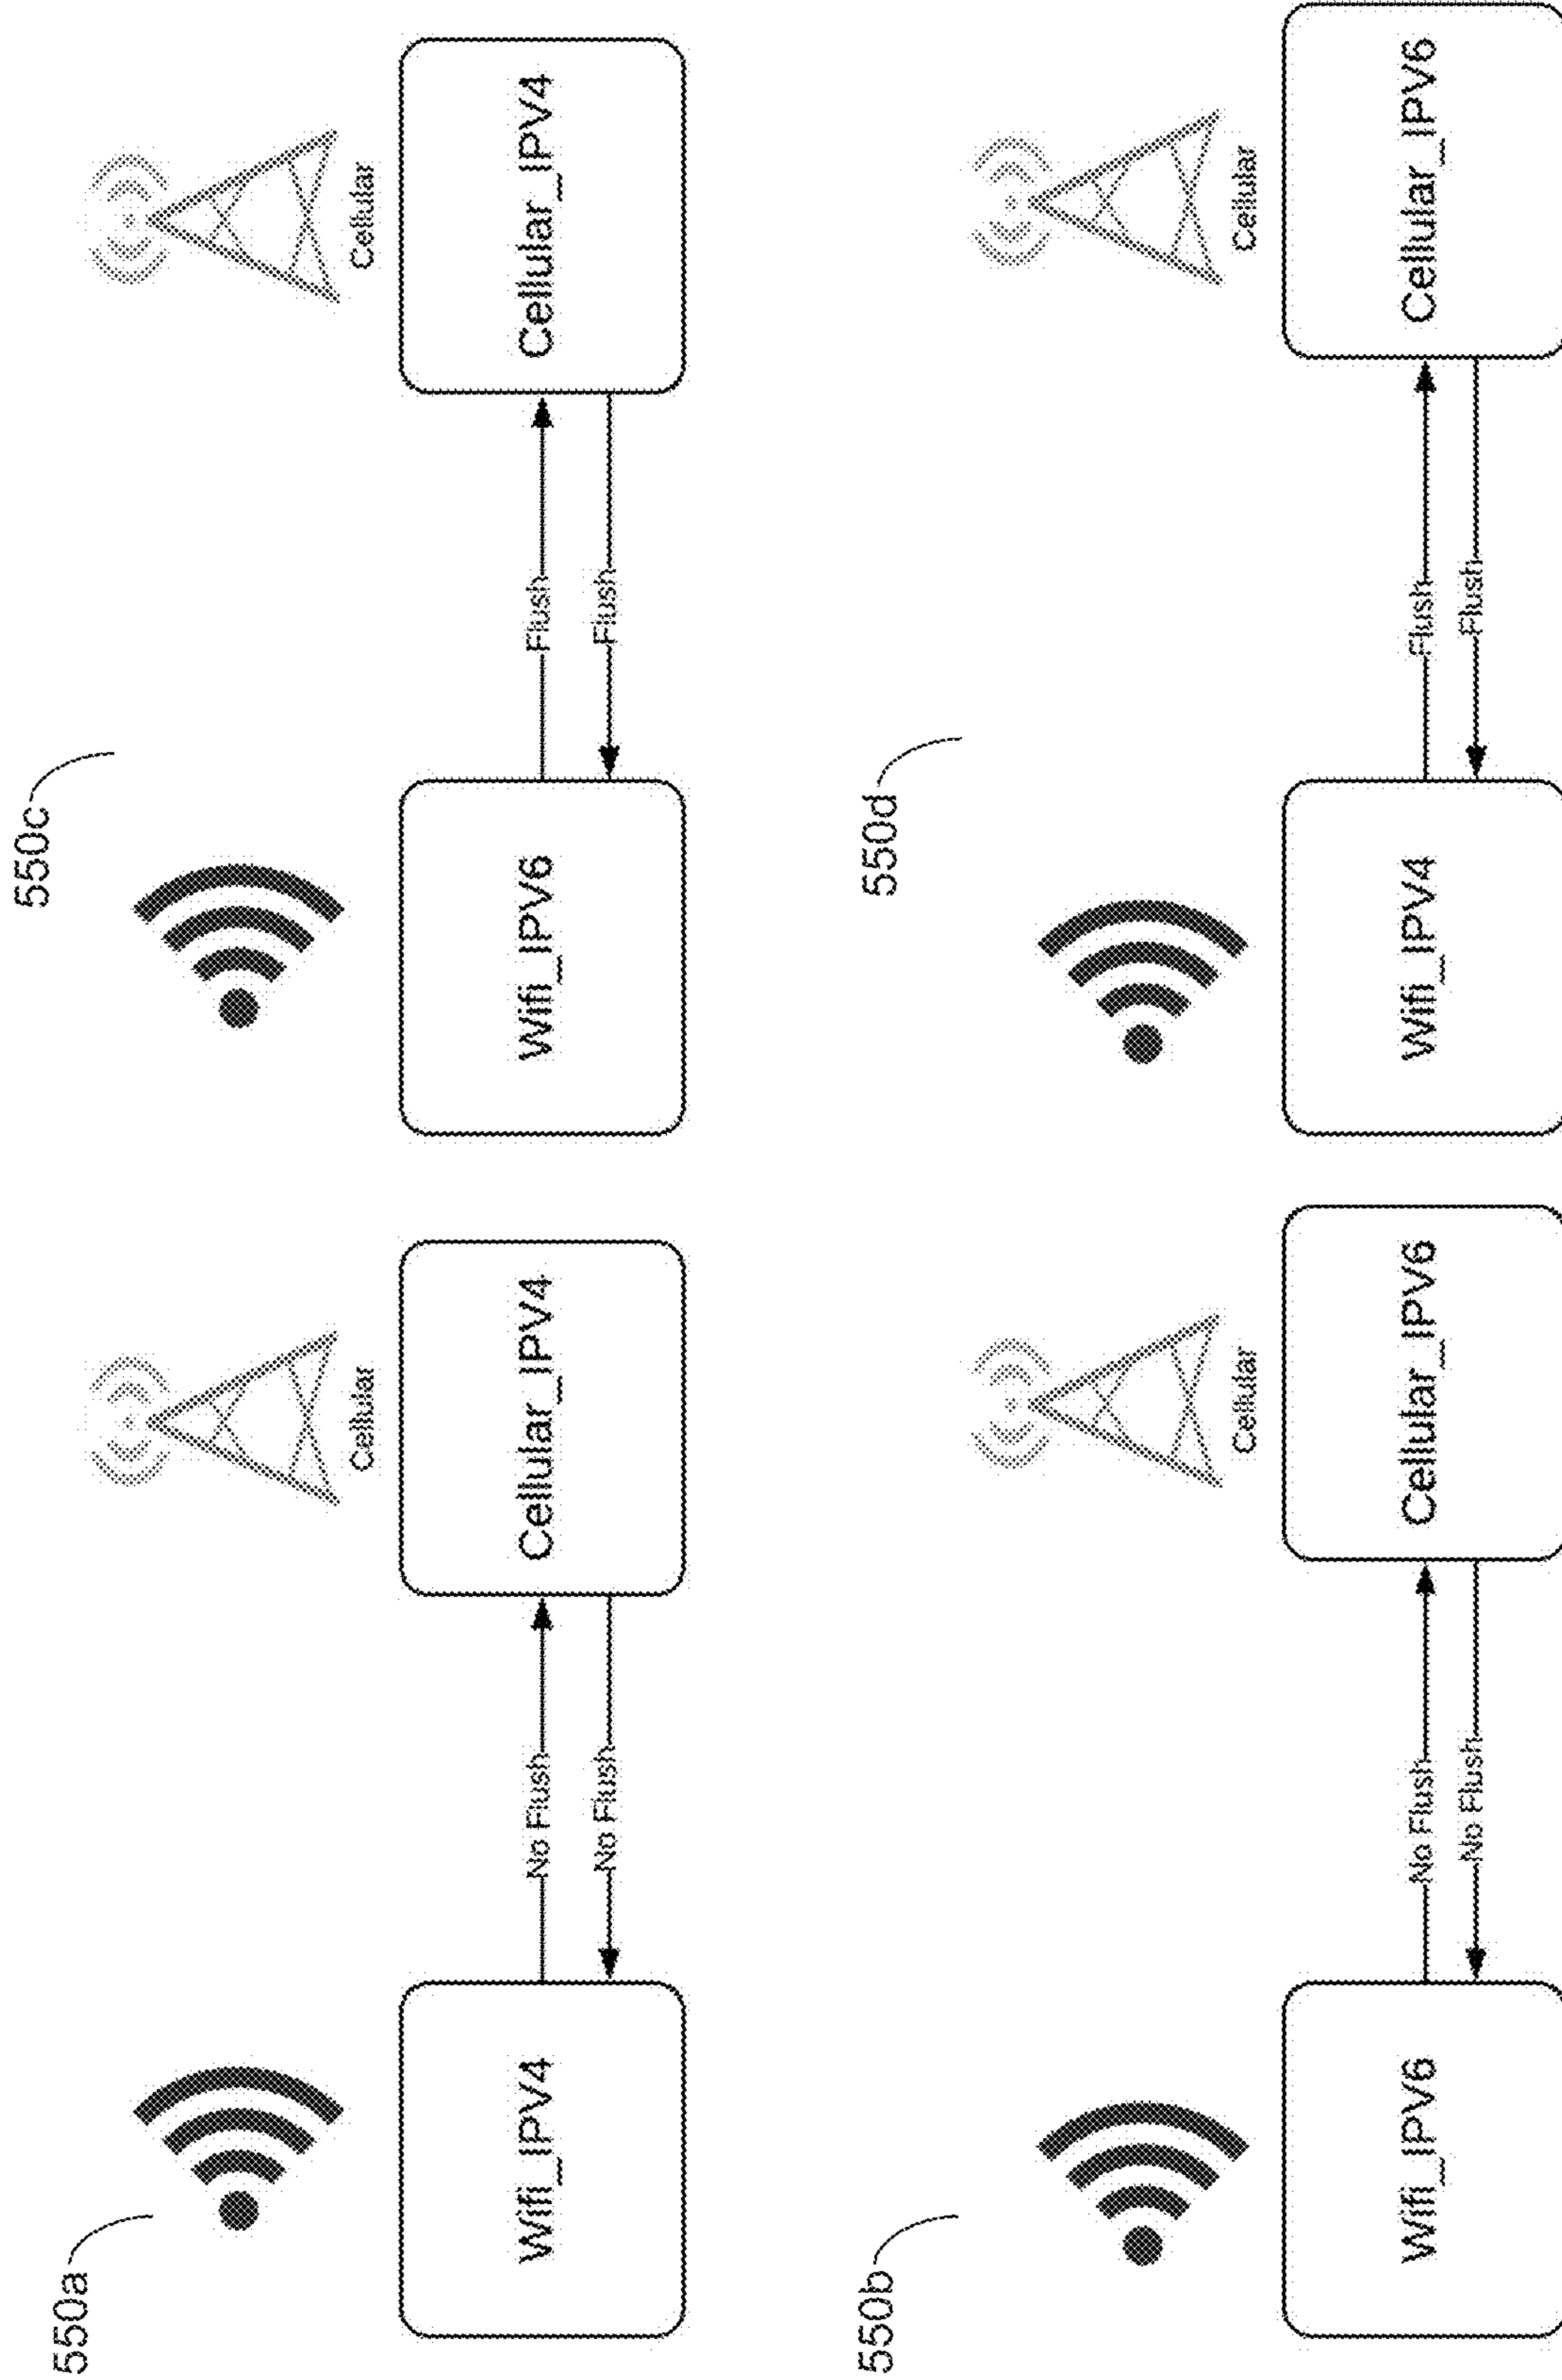 550a
Cellular
Wifi_IPV4
No Flush
No Flush
Cellular_IPV4
550c
Cellular
Wifi_IPV6
Flush
Flush
Cellular_IPV4
550b
Cellular
Wifi_IPV6
No Flush
No Flush
Cellular_IPV6
550d
Cellular
Wifi_IPV4
Flush
Flush
Cellular_IPV6